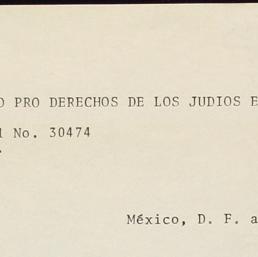 O PRO DERECHOS DE LOS JUDIOS E
l No. 30474
México, D. F. a